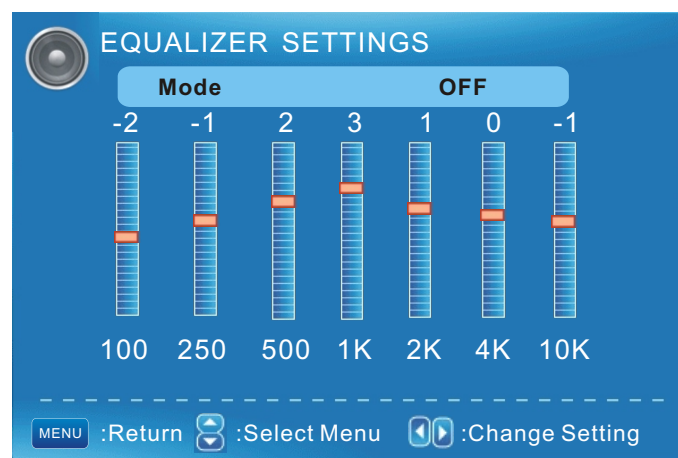 EQUALIZER SETTINGS
Mode OFF
-2 -1 2 3 1 0 -1
100 250 500 1K 2K 4K 10K
MENU :Return :Select Menu :Change Setting